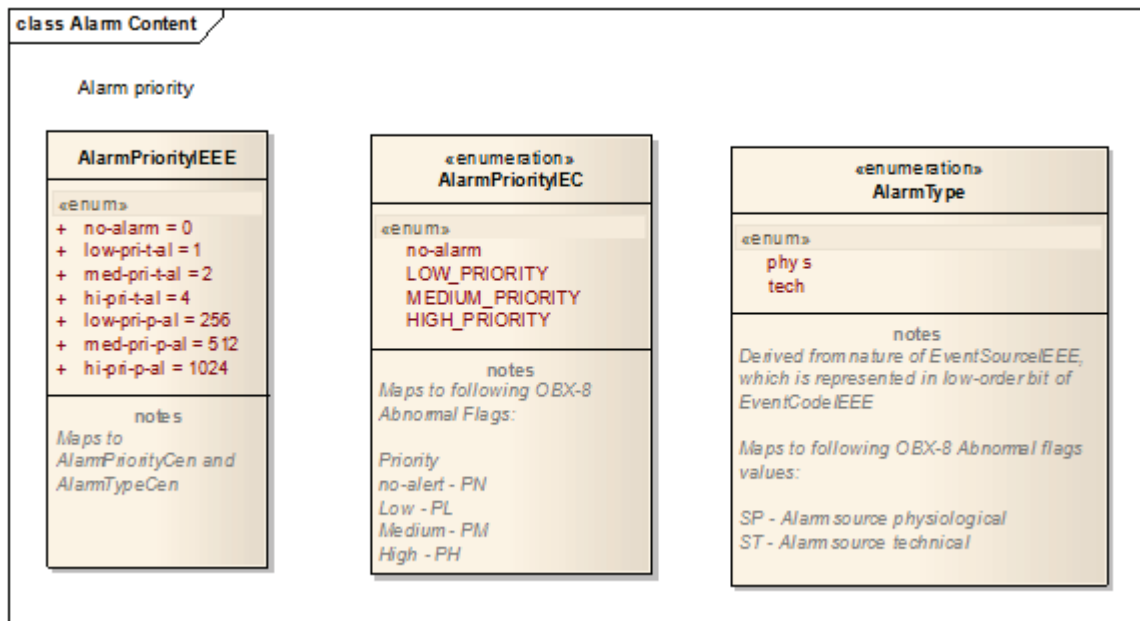 class Alarm Content
Alarm priority
AlarmPriorityIEEE
«enum»
+ no-alarm = 0
+ low-pri-t-al = 1
+ med-pri-t-al = 2
+ hi-pri-t-al = 4
+ low-pri-p-al = 256
+ med-pri-p-al = 512
+ hi-pri-p-al = 1024
notes
Maps to
AlarmPriorityCen and
AlarmTypeCen
«enumeration»
AlarmPriorityIEC
«enum»
no-alarm
LOW_PRIORITY
MEDIUM_PRIORITY
HIGH_PRIORITY
notes
Maps to following OBX-8
Abnormal Flags:
Priority
no-alert - PN
Low - PL
Medium - PM
High - PH
«enumeration»
AlarmType
«enum»
phys
tech
notes
Derived from nature of EventSourceIEEE,
which is represented in low-order bit of
EventCodeIEEE
Maps to following OBX-8 Abnormal flags
values:
SP - Alarm source physiological
ST - Alarm source technical